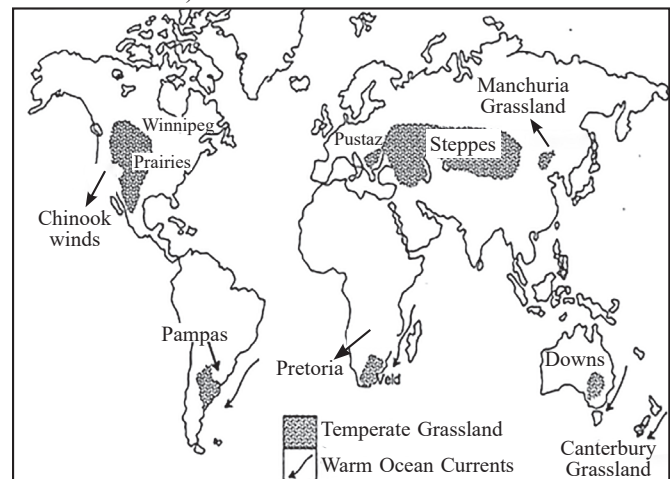 Manchuria
Grassland
Winnipeg
Pustaz
Steppes
Prairies
Chinook
winds
Pampas
Pretoria
Veld
Downs
Temperate Grassland
Warm Ocean Currents
Canterbury
Grassland